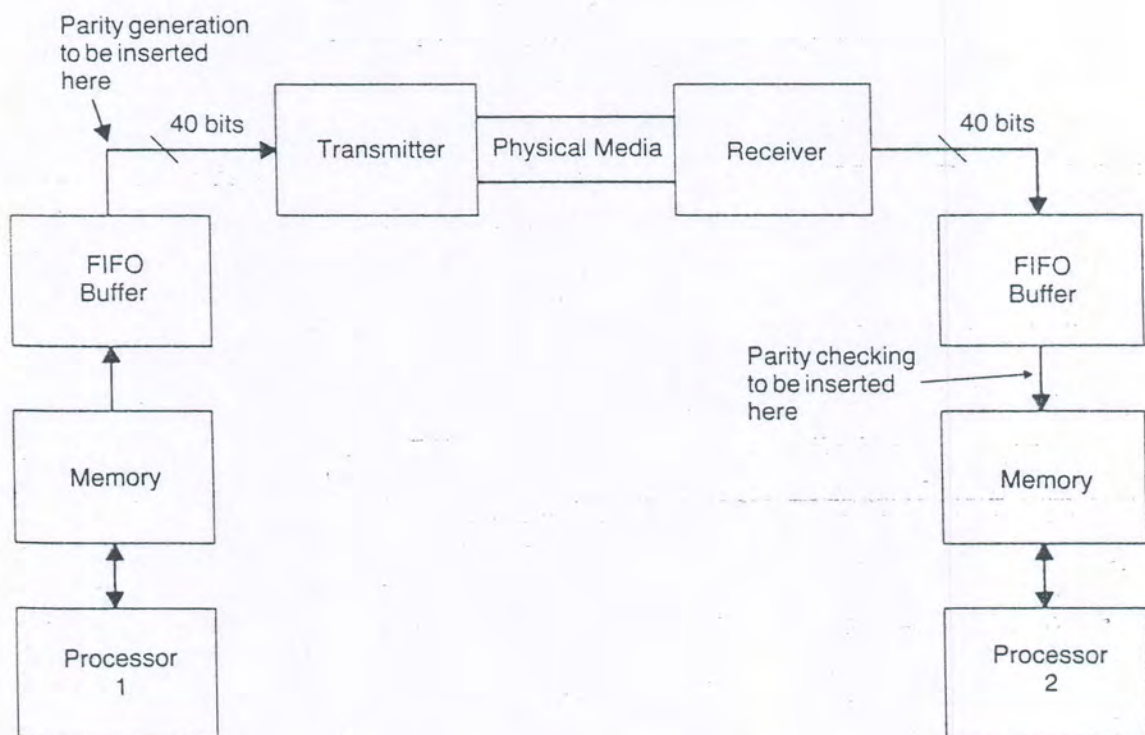 Parity generation
to be inserted
here
40 bits
Transmitter
Physical Media
Receiver
40 bits
FIFO
Buffer
FIFO
Buffer
Parity checking
to be inserted
here
Memory
Memory
Processor
1
Processor
2